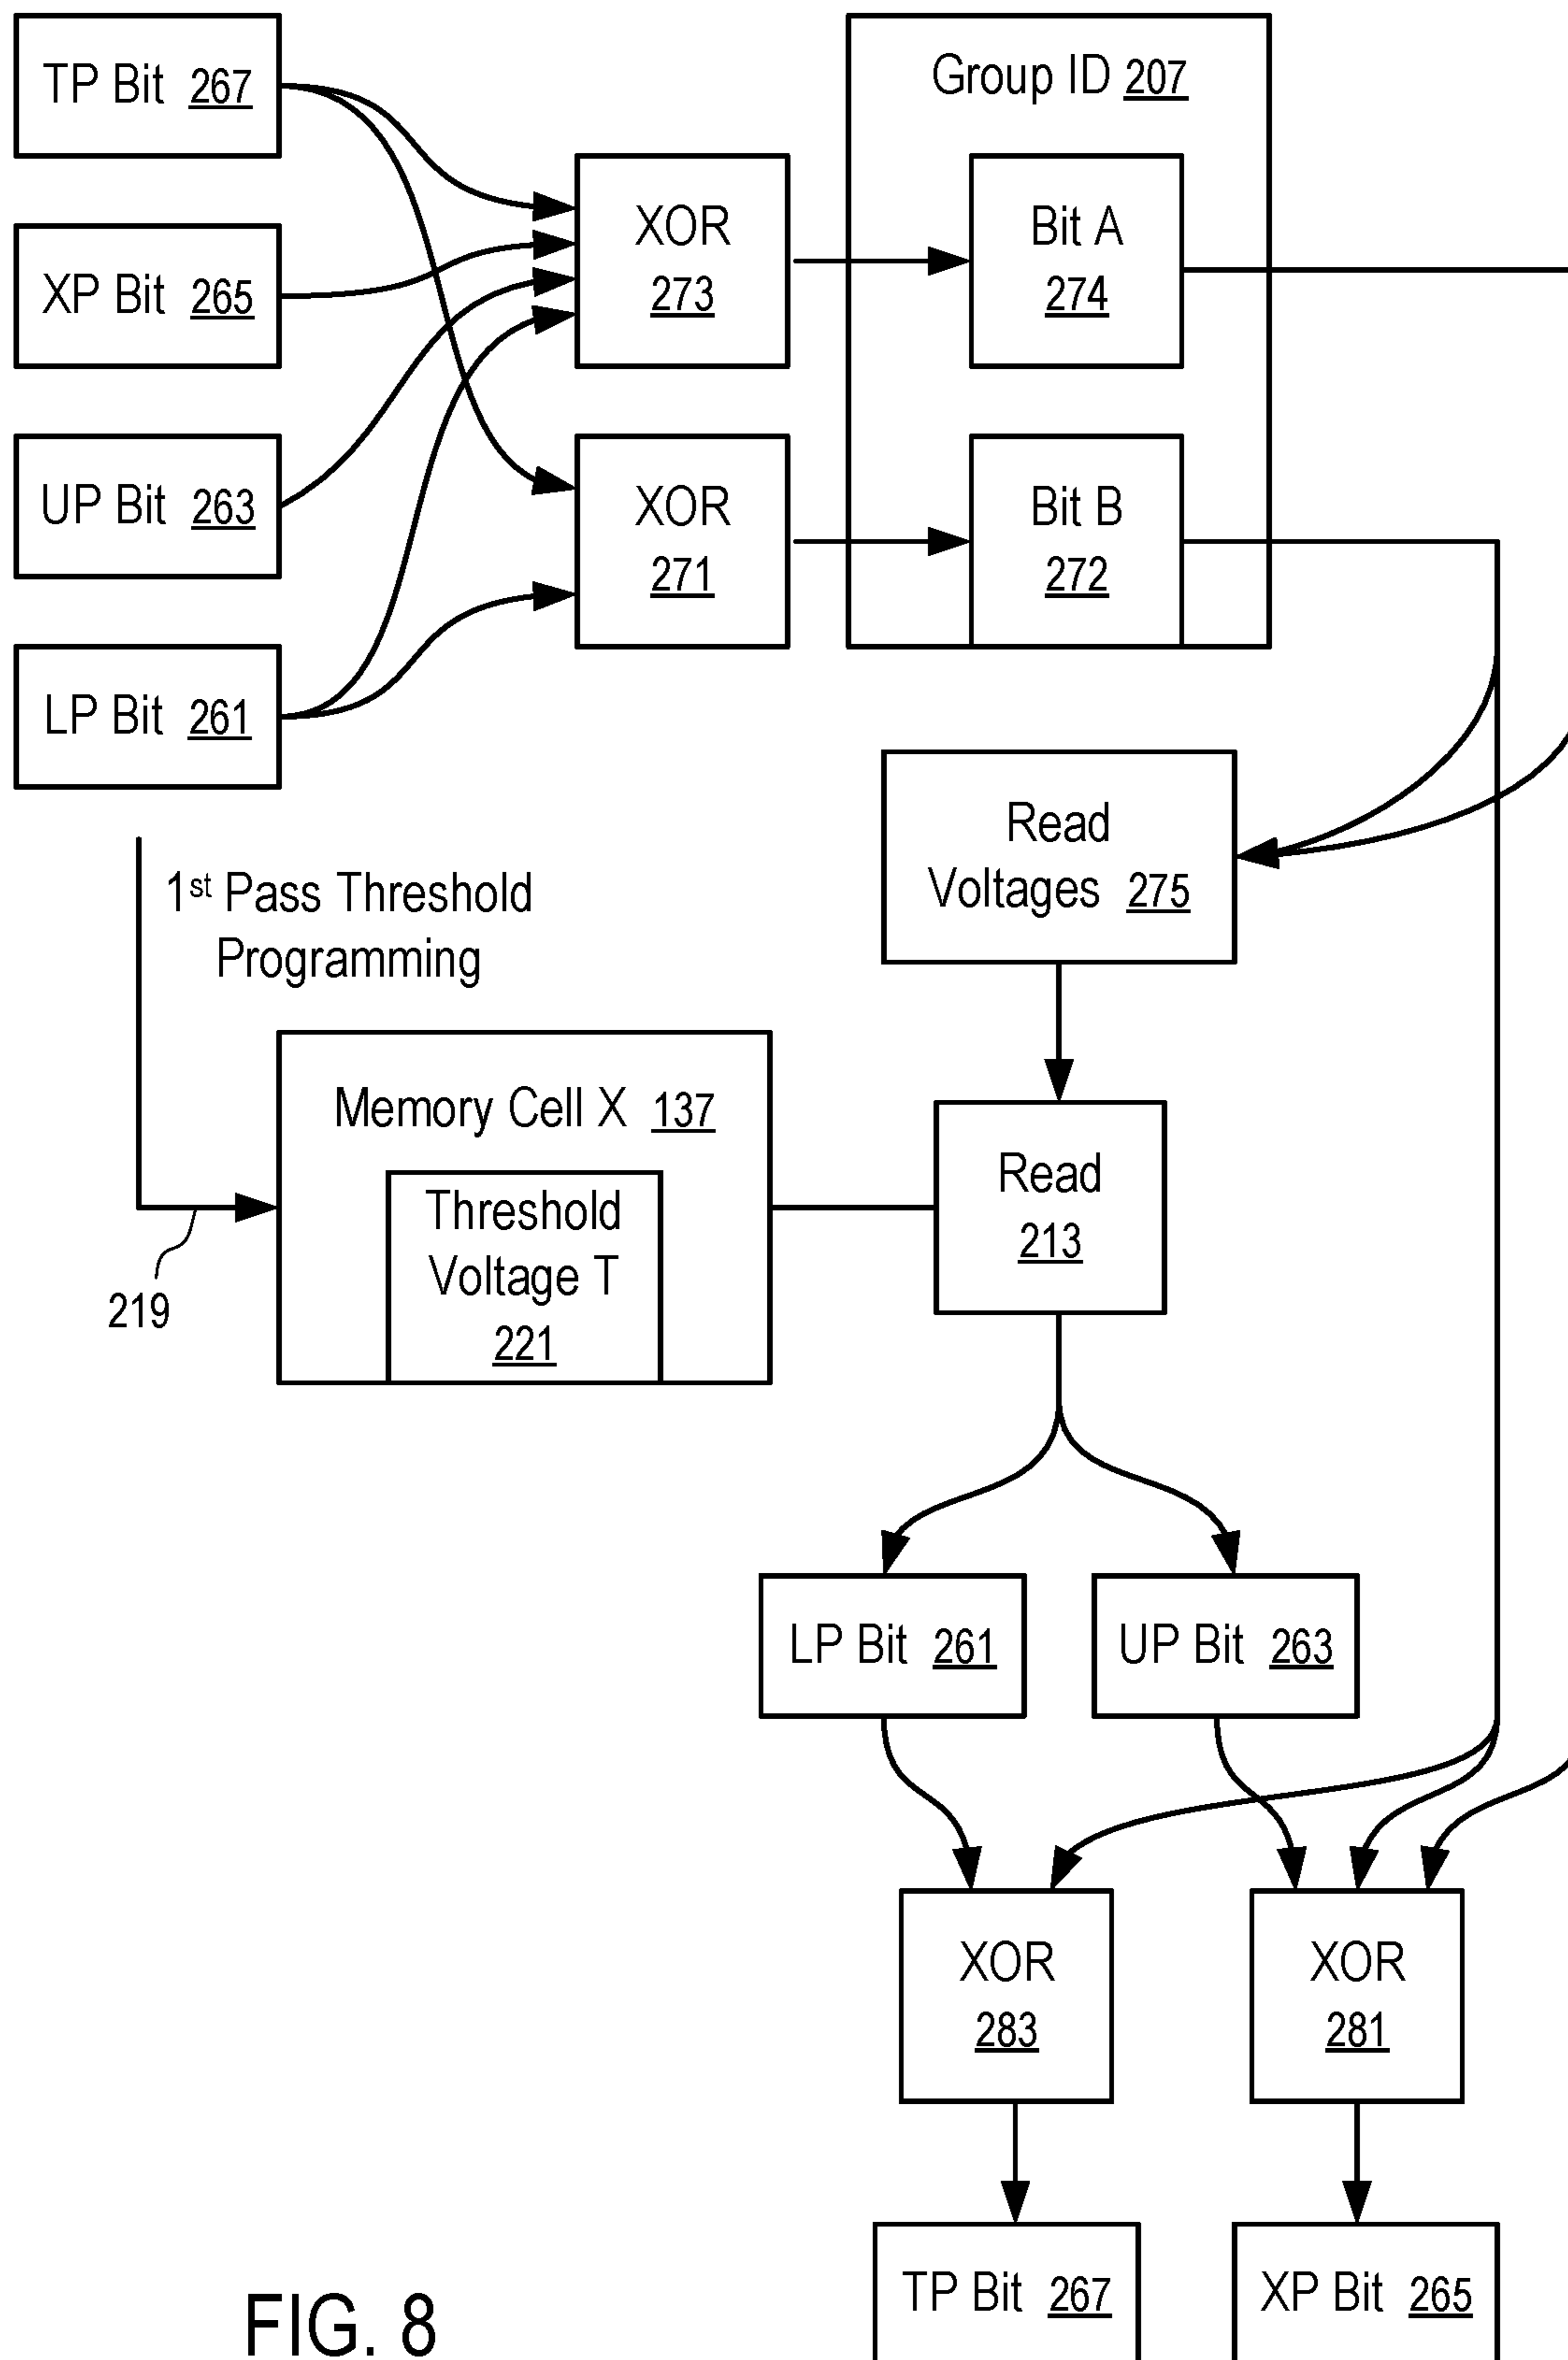 TP Bit 267
XP Bit 265
UP Bit 263
LP Bit 261
XOR
273
XOR
271
Group ID 207
Bit A
274
Bit B
272
Read
Voltages 275
1st Pass Threshold
Programming
219
Memory Cell X 137
Threshold
Voltage T
221
Read
213
LP Bit 261
UP Bit 263
XOR
283
XOR
281
TP Bit 267
XP Bit 265
FIG. 8